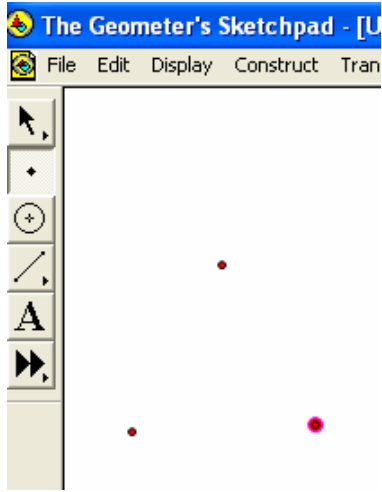 The Geometer's Sketchpad - [U
File Edit Display Construct Tran
A